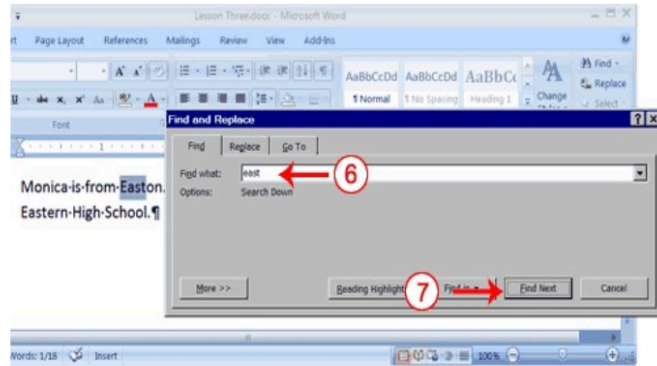 Lesson Three.docx - Microsoft Word
Page Layout References Mailings Review View Add-Ins
Find
Replace
Select
AaBbCcDd AaBbCcDd AaBbCc
Change
¶ Normal ¶ No Spacing Heading 1
Font
Find and Replace
Find Replace Go To
Find what: east
6
Options: Search Down
Monica·is·from·Easton.
Eastern·High·School.¶
More >> Reading Highlight 7 Find Next Cancel
Words: 1/18 Insert 100%